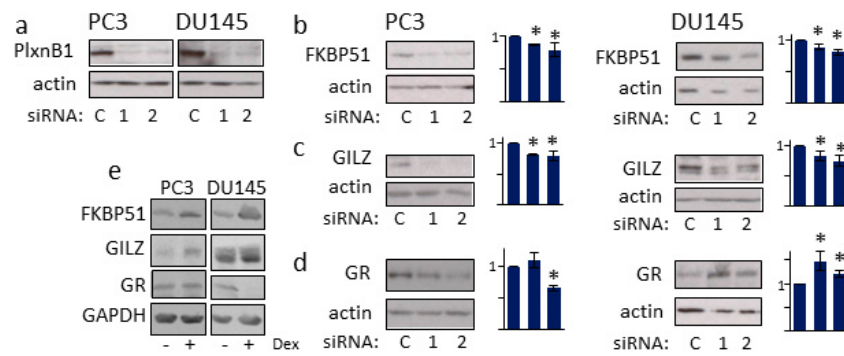 a
PC3
DU145
PlxnB1
actin
siRNA: C 1 2 C 1 2
b
PC3
FKBP51
actin
siRNA: C 1 2
1
* *
DU145
FKBP51
actin
C 1 2
1
* *
c
GILZ
actin
siRNA: C 1 2
1
* *
GILZ
actin
siRNA: C 1 2
1
* *
d
GR
actin
siRNA: C 1 2
1
*
GR
actin
siRNA: C 1 2
1
* *
e
PC3 DU145
FKBP51
GILZ
GR
GAPDH
- + - + Dex